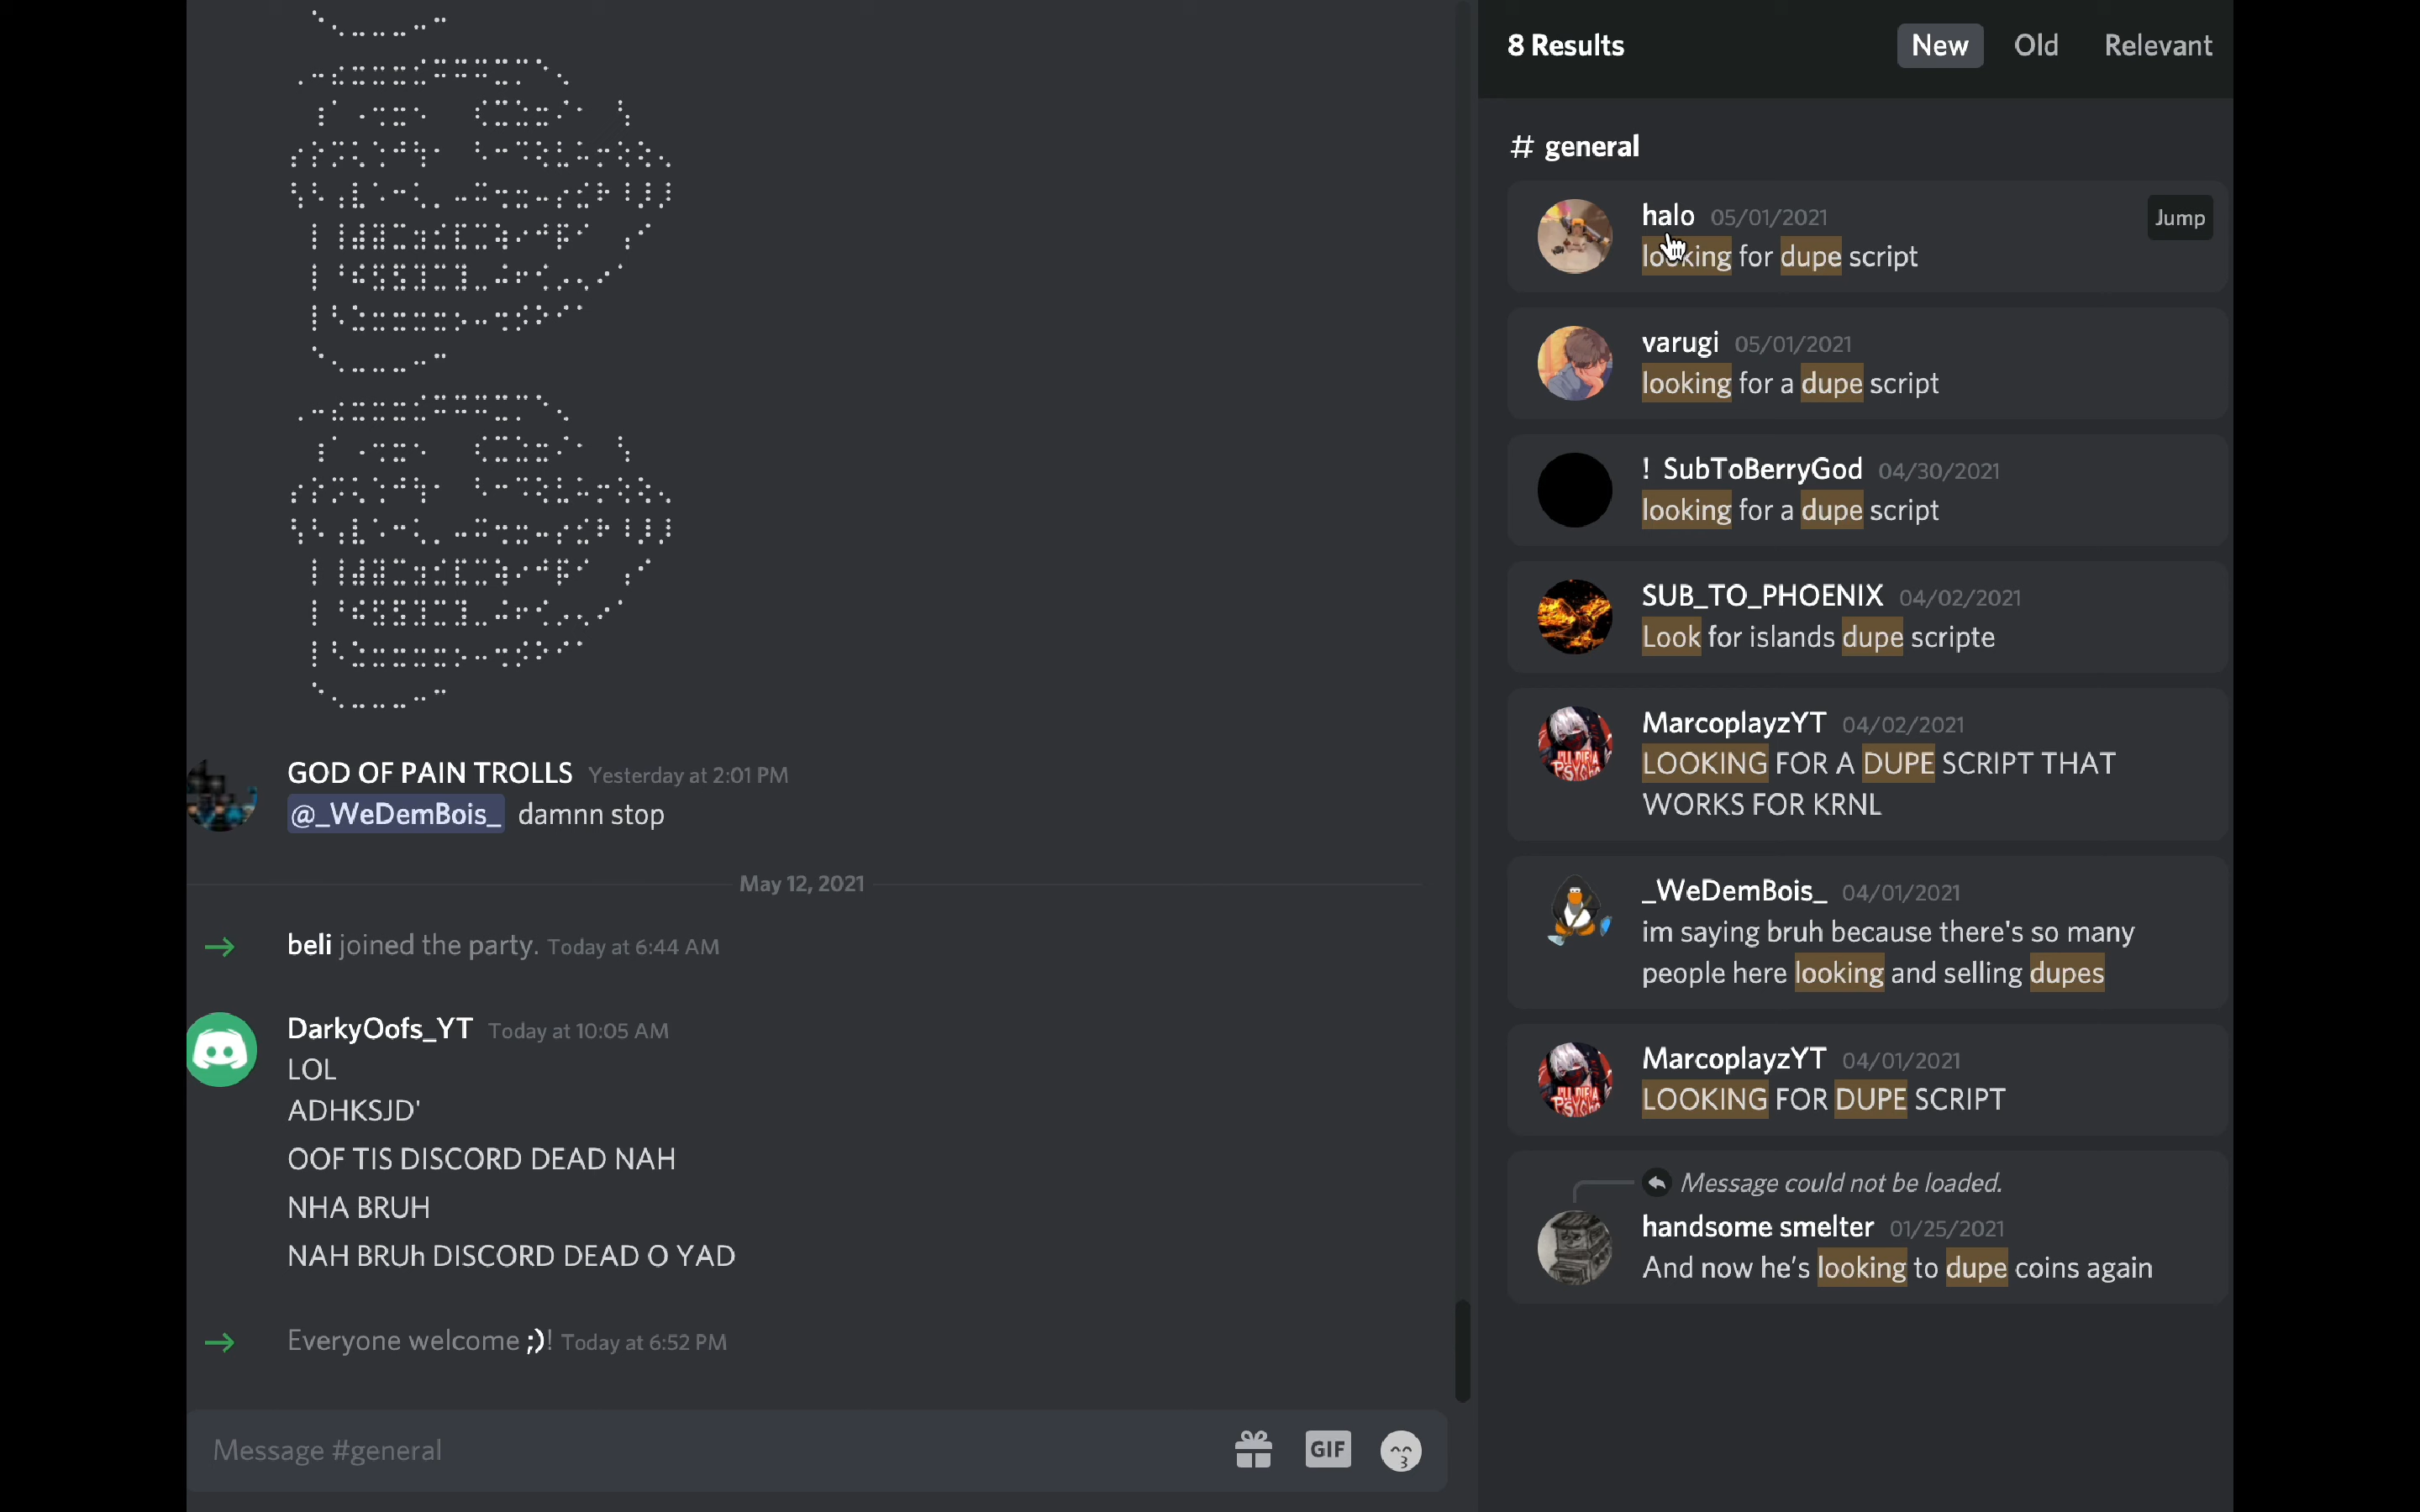 GOD OF PAIN TROLLS Yesterday at 2:01 PM
@_WeDemBois_ damnn stop
May 12, 2021
beli joined the party. Today at 6:44 AM
DarkyOofs_YT Today at 10:05 AM
LOL
ADHKSJD'
OOF TIS DISCORD DEAD NAH
NHA BRUH
NAH BRUh DISCORD DEAD O YAD
Everyone welcome ;)! Today at 6:52 PM
Message #general
GIF
8 Results
New
Old
Relevant
# general
halo 05/01/2021
Jump
looking for dupe script
varugi 05/01/2021
looking for a dupe script
! SubToBerryGod 04/30/2021
looking for a dupe script
SUB_TO_PHOENIX 04/02/2021
Look for islands dupe scripte
MarcoplayzYT 04/02/2021
LOOKING FOR A DUPE SCRIPT THAT
WORKS FOR KRNL
_WeDemBois_ 04/01/2021
im saying bruh because there's so many
people here looking and selling dupes
MarcoplayzYT 04/01/2021
LOOKING FOR DUPE SCRIPT
Message could not be loaded.
handsome smelter 01/25/2021
And now he's looking to dupe coins again